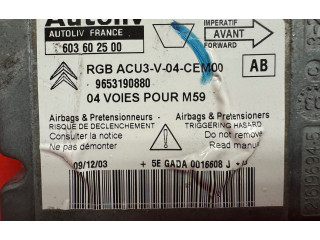 Autoliv
AUTOLIV FRANCE
603 60 25 00
IMPERATIF
AVANT
FORWARD
RGB ACU3-V-04-CEM00
AB
9653190880
04 VOIES POUR M59
Airbags & Pretensionneurs
RISQUE DE DECLENCHEMENT
Consulter la notice
Ne pas démonter
Airbags & Pretensioners
TRIGGERING HAZARD
Do not remove
Read manu
09/12/03
+ 5E GADA 0016608 J